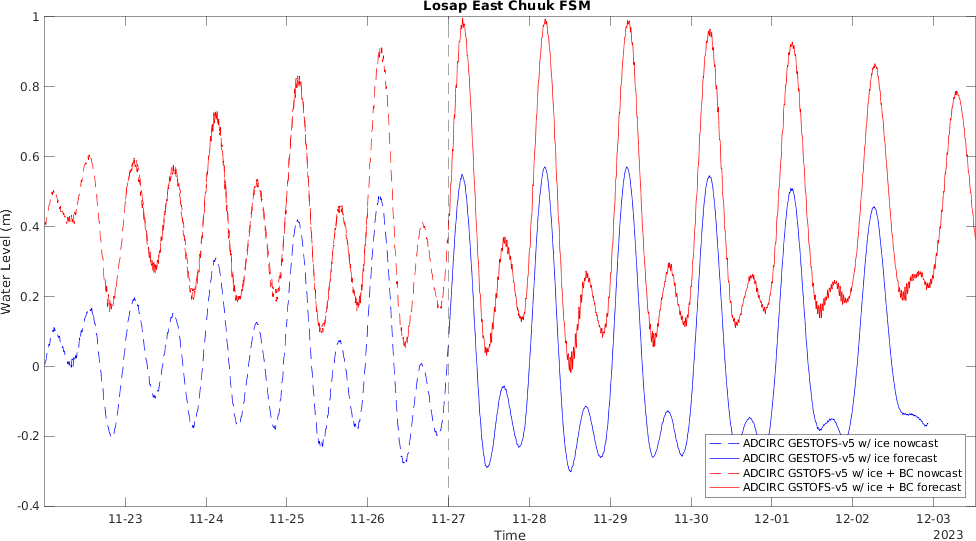 Losap East Chuuk FSM
1
0.8
0.6
0.4
0.2
0
-0.2
-0.4
Water Level (m)
ADCIRC GESTOFS-v5 w/ ice nowcast
ADCIRC GESTOFS-v5 w/ ice forecast
ADCIRC GSTOFS-v5 w/ ice + BC nowcast
ADCIRC GSTOFS-v5 w/ ice + BC forecast
11-23 11-24 11-25 11-26 11-27 11-28 11-29 11-30 12-01 12-02 12-03
Time
2023